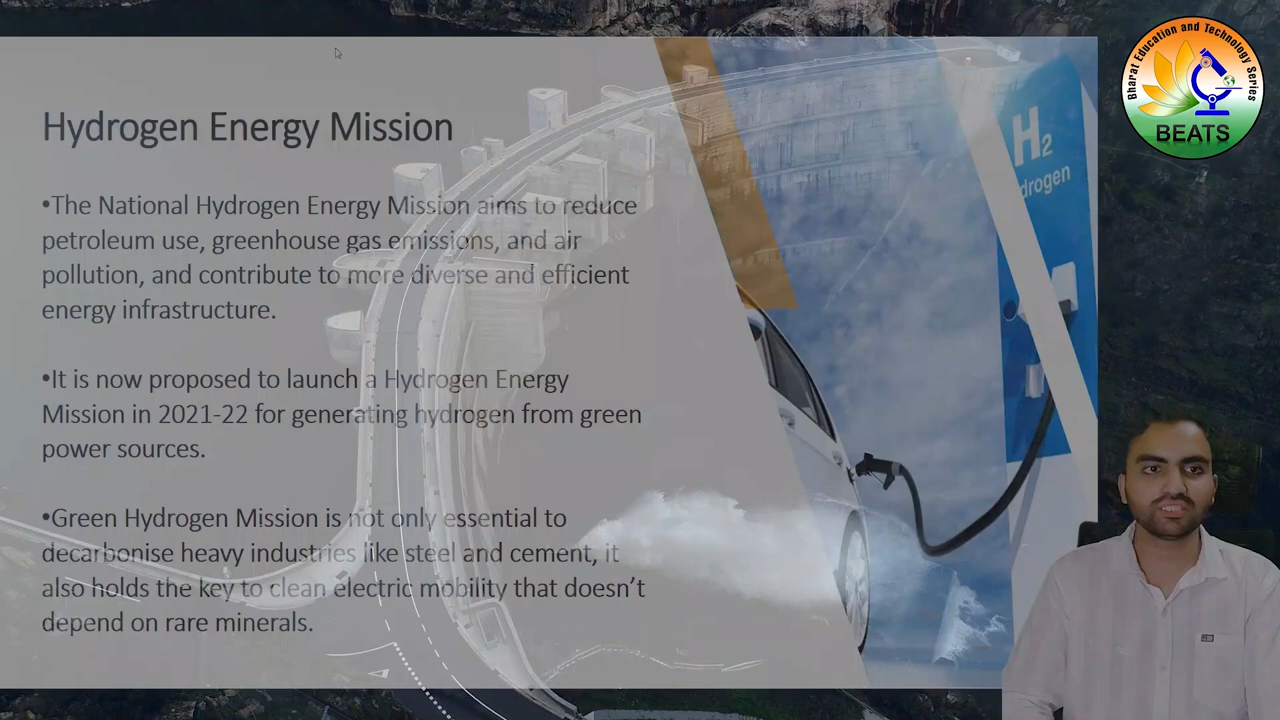 Hydrogen Energy Mission
•The National Hydrogen Energy Mission aims to reduce
petroleum use, greenhouse gas emissions, and air
pollution, and contribute to more diverse and efficient
energy infrastructure.
•It is now proposed to launch a Hydrogen Energy
Mission in 2021-22 for generating hydrogen from green
power sources.
•Green Hydrogen Mission is not only essential to
decarbonise heavy industries like steel and cement, it
also holds the key to clean electric mobility that doesn't
depend on rare minerals.
H2
drogen
Bharat Education and Technology Series
BEATS